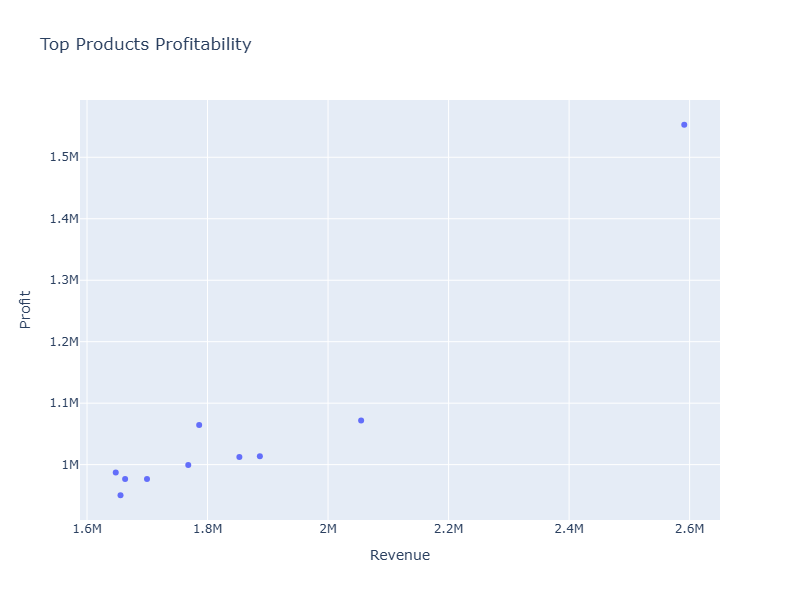 Top Products Profitability
1.5M
1.4M
1.3M
1.2M
1.1M
1M
Profit
1.6M 1.8M 2M 2.2M 2.4M 2.6M
Revenue